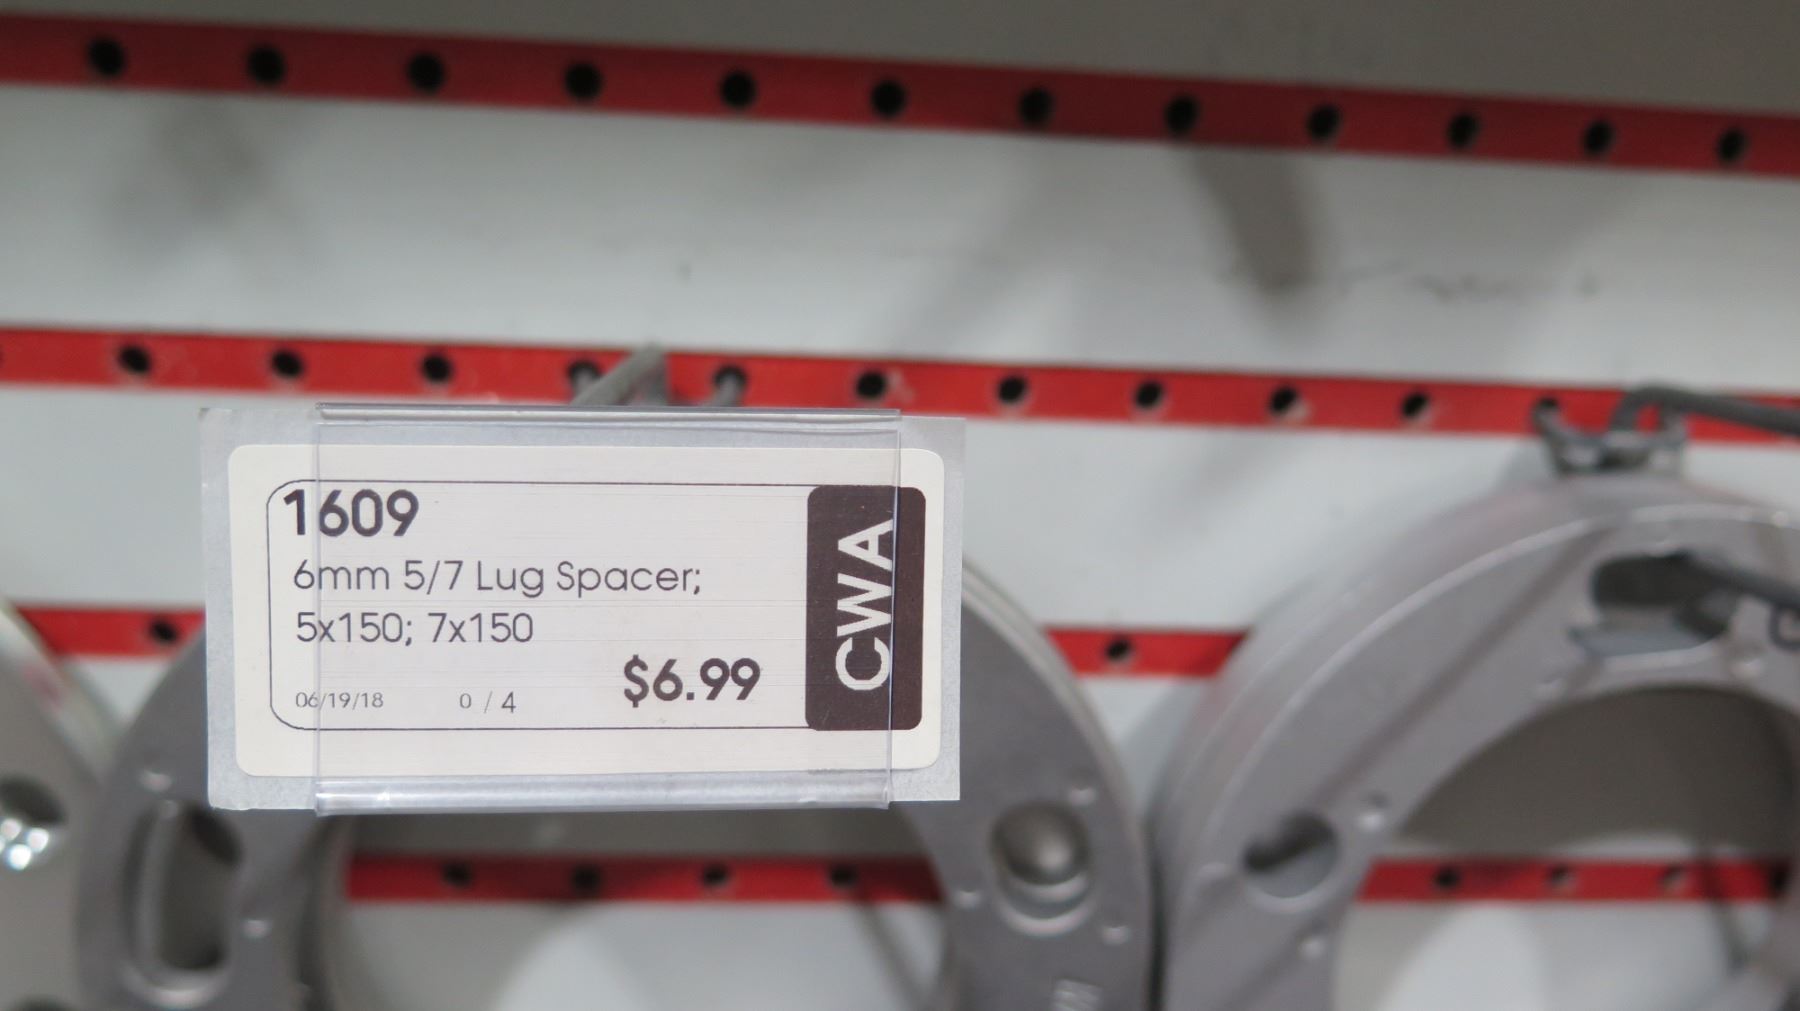 1609
6mm 5/7 Lug Spacer;
5x150; 7x150
$6.99
06/19/18 0 / 4
CWA